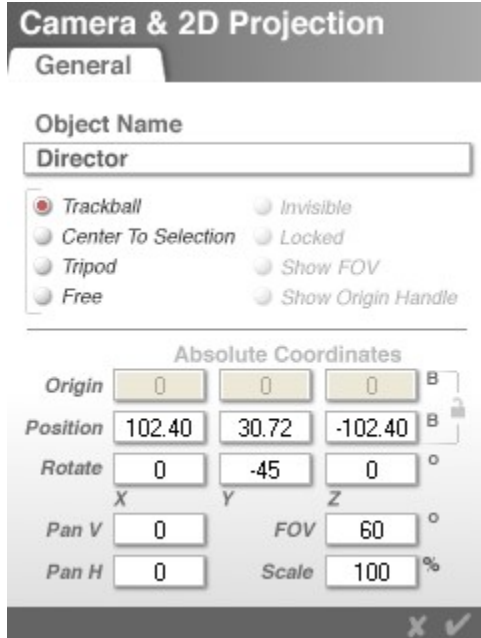 Camera & 2D Projection
General
Object Name
Director
Trackball Invisible
Center To Selection Locked
Tripod Show FOV
Free Show Origin Handle
Absolute Coordinates
Origin 0 0 0 B
Position 102.40 30.72 -102.40 B
Rotate 0 -45 0 °
X Y Z
Pan V 0 FOV 60 °
Pan H 0 Scale 100 %